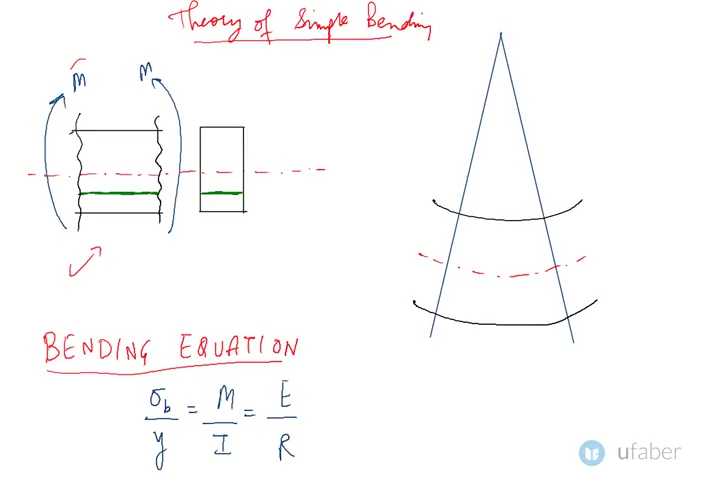 Theory of Simple Bending
M M
BENDING EQUATION
σb/y = M/I = E/R
ufaber